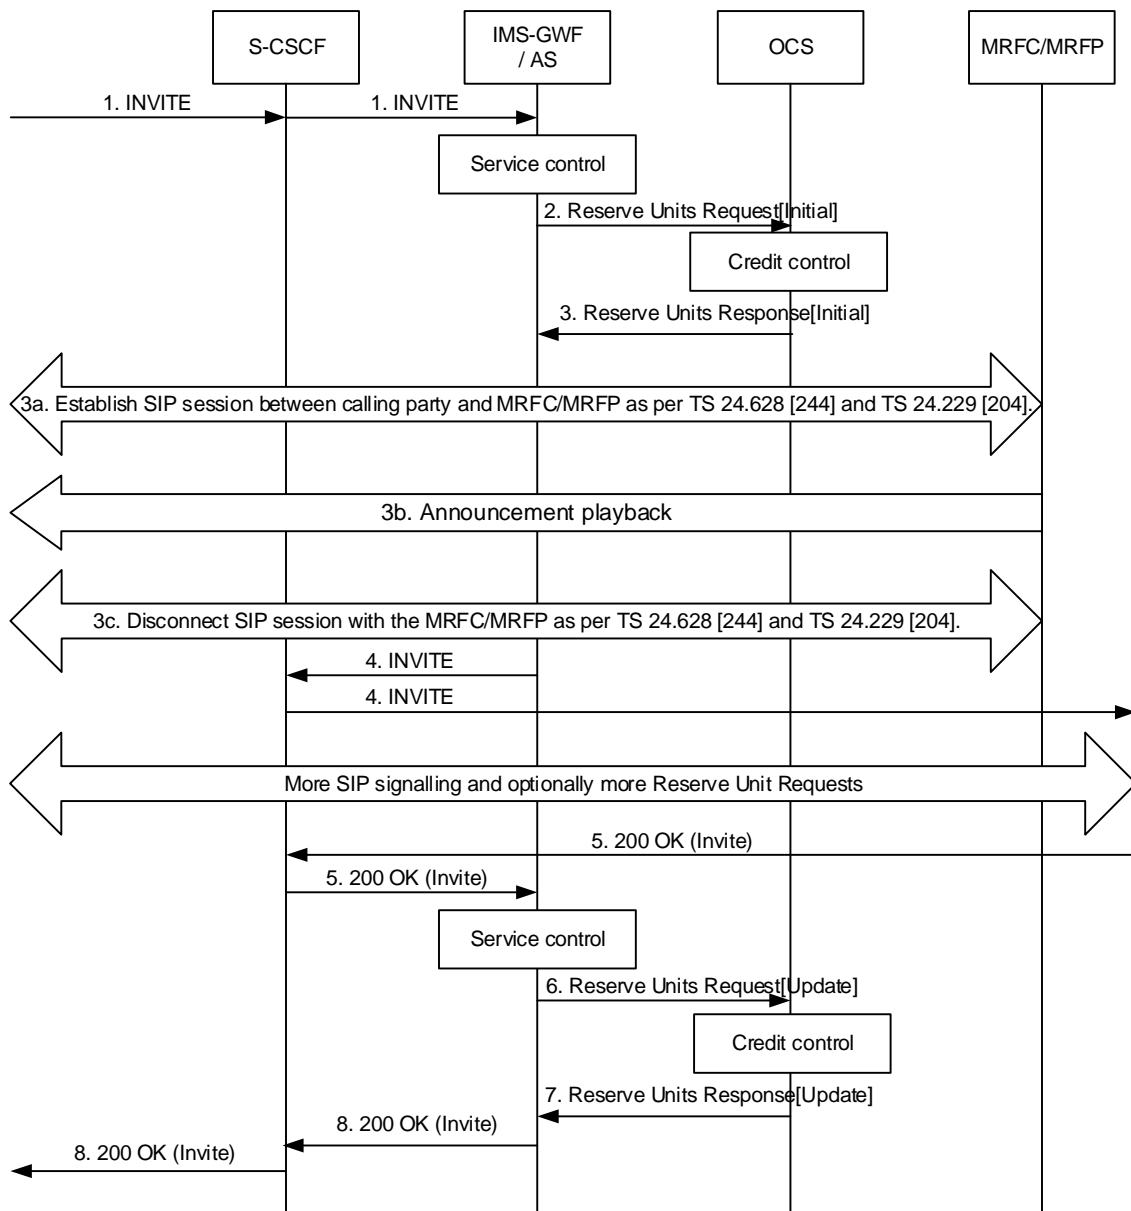 S-CSCF
IMS-GWF
/ AS
OCS
MRFC/MRFP
1. INVITE
1. INVITE
Service control
2. Reserve Units Request[Initial]
Credit control
3. Reserve Units Response[Initial]
3a. Establish SIP session between calling party and MRFC/MRFP as per TS 24.628 [244] and TS 24.229 [204].
3b. Announcement playback
3c. Disconnect SIP session with the MRFC/MRFP as per TS 24.628 [244] and TS 24.229 [204].
4. INVITE
4. INVITE
More SIP signalling and optionally more Reserve Unit Requests
5. 200 OK (Invite)
5. 200 OK (Invite)
Service control
6. Reserve Units Request[Update]
Credit control
7. Reserve Units Response[Update]
8. 200 OK (Invite)
8. 200 OK (Invite)